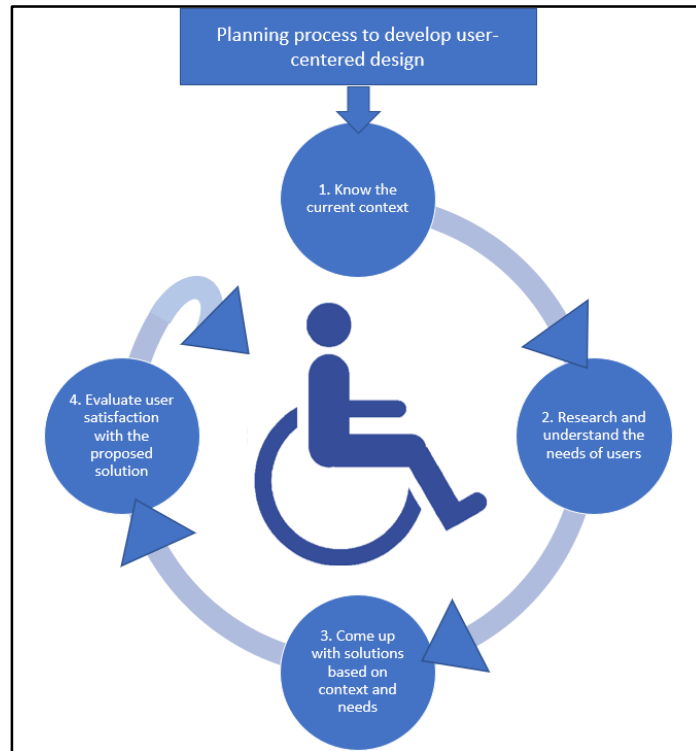 Planning process to develop user-
centered design
1. Know the
current context
2. Research and
understand the
needs of users
3. Come up
with solutions
based on
context and
needs
4. Evaluate user
satisfaction
with the
proposed
solution